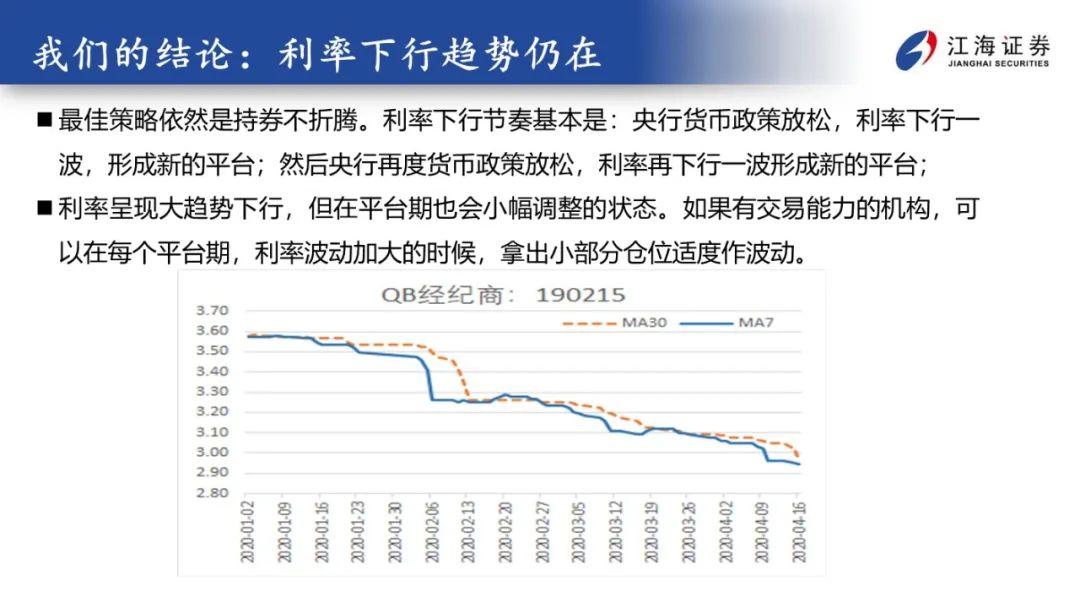 我们的结论：利率下行趋势仍在
江海证券
JIANGHAI SECURITIES
■最佳策略依然是持券不折腾。利率下行节奏基本是：央行货币政策放松，利率下行一
波，形成新的平台；然后央行再度货币政策放松，利率再下行一波形成新的平台；
■利率呈现大趋势下行，但在平台期也会小幅调整的状态。如果有交易能力的机构，可
以在每个平台期，利率波动加大的时候，拿出小部分仓位适度作波动。
QB经纪商：190215
MA30 MA7
3.70
3.60
3.50
3.40
3.30
3.20
3.10
3.00
2.90
2.80
2020-01-02
2020-01-09
2020-01-16
2020-01-23
2020-01-30
2020-02-06
2020-02-13
2020-02-20
2020-02-27
2020-03-05
2020-03-12
2020-03-19
2020-03-26
2020-04-02
2020-04-09
2020-04-16